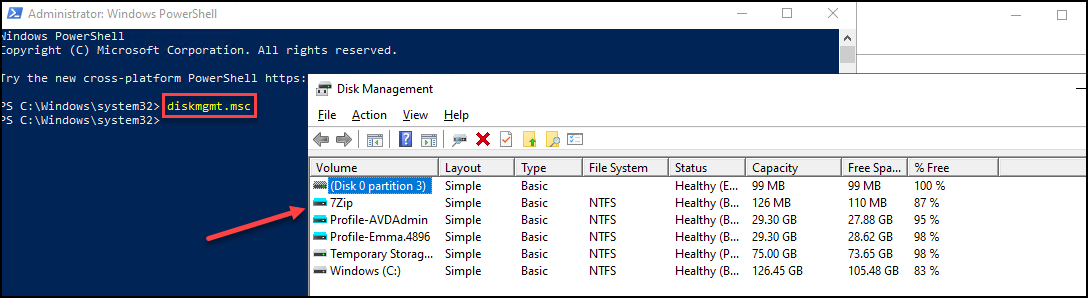 Administrator: Windows PowerShell
Windows PowerShell
Copyright (C) Microsoft Corporation. All rights reserved.
Try the new cross-platform PowerShell https:
PS C:\Windows\system32> diskmgmt.msc
PS C:\Windows\system32>
Disk Management
File Action View Help
Volume Layout Type File System Status Capacity Free Spa... % Free
(Disk 0 partition 3) Simple Basic Healthy (E... 99 MB 99 MB 100 %
7Zip Simple Basic NTFS Healthy (B... 126 MB 110 MB 87 %
Profile-AVDAdmin Simple Basic NTFS Healthy (B... 29.30 GB 27.88 GB 95 %
Profile-Emma.4896 Simple Basic NTFS Healthy (B... 29.30 GB 28.62 GB 98 %
Temporary Storag... Simple Basic NTFS Healthy (P... 75.00 GB 73.65 GB 98 %
Windows (C:) Simple Basic NTFS Healthy (B... 126.45 GB 105.48 GB 83 %